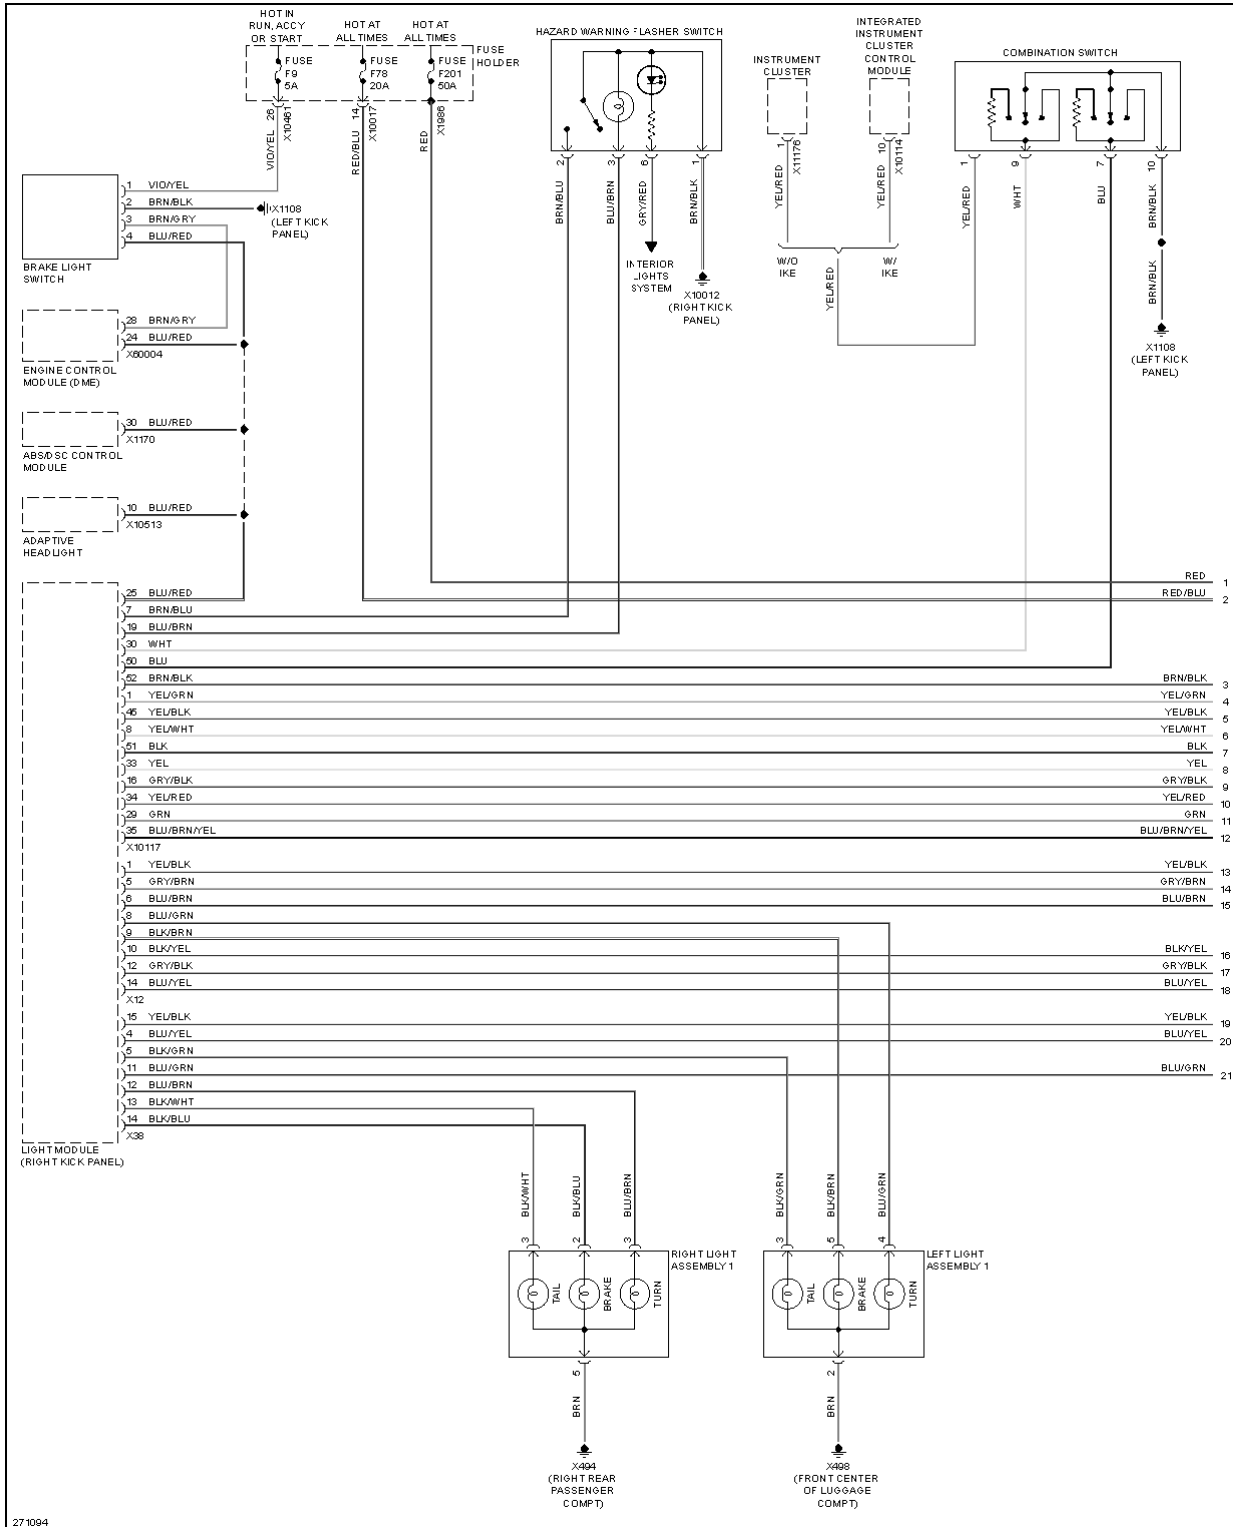 HOT IN
RUN, ACCY
OR START
HOT AT
ALL TIMES
HOT AT
ALL TIMES
FUSE
HOLDER
FUSE
F9
5A
FUSE
F78
20A
FUSE
F201
50A
26
X10461
14
X10017
X1986
VIO/YEL
RED/BLU
RED
HAZARD WARNING FLASHER SWITCH
2
3
6
1
BRN/BLU
BLU/BRN
GRY/RED
BRN/BLK
INTERIOR
LIGHTS
SYSTEM
X10012
(RIGHT KICK
PANEL)
INSTRUMENT
CLUSTER
1
X11176
YEL/RED
W/O
IKE
INTEGRATED
INSTRUMENT
CLUSTER
CONTROL
MODULE
10
X10114
YEL/RED
W/
IKE
YEL/RED
COMBINATION SWITCH
1
9
7
10
YEL/RED
WHT
BLU
BRN/BLK
BRN/BLK
X1108
(LEFT KICK
PANEL)
1 VIO/YEL
2 BRN/BLK
3 BRN/GRY
4 BLU/RED
X1108
(LEFT KICK
PANEL)
BRAKE LIGHT
SWITCH
28 BRN/GRY
24 BLU/RED
X60004
ENGINE CONTROL
MODULE (DME)
30 BLU/RED
X1170
ABS/DSC CONTROL
MODULE
10 BLU/RED
X10513
ADAPTIVE
HEADLIGHT
RED 1
25 BLU/RED RED/BLU 2
7 BRN/BLU
19 BLU/BRN
30 WHT
50 BLU
52 BRN/BLK BRN/BLK 3
1 YEL/GRN YEL/GRN 4
46 YEL/BLK YEL/BLK 5
8 YEL/WHT YEL/WHT 6
51 BLK BLK 7
33 YEL YEL 8
16 GRY/BLK GRY/BLK 9
34 YEL/RED YEL/RED 10
29 GRN GRN 11
35 BLU/BRN/YEL BLU/BRN/YEL 12
X10117
1 YEL/BLK YEL/BLK 13
5 GRY/BRN GRY/BRN 14
6 BLU/BRN BLU/BRN 15
8 BLU/GRN
9 BLK/BRN
10 BLK/YEL BLK/YEL 16
12 GRY/BLK GRY/BLK 17
14 BLU/YEL BLU/YEL 18
X12
15 YEL/BLK YEL/BLK 19
4 BLU/YEL BLU/YEL 20
5 BLK/GRN
11 BLU/GRN BLU/GRN 21
12 BLU/BRN
13 BLK/WHT
14 BLK/BLU
X38
LIGHT MODULE
(RIGHT KICK PANEL)
BLK/WHT
BLK/BLU
BLU/BRN
3
2
3
RIGHT LIGHT
ASSEMBLY 1
TAIL
BRAKE
TURN
5
BRN
X494
(RIGHT REAR
PASSENGER
COMPT)
BLK/GRN
BLK/BRN
BLU/GRN
3
5
4
LEFT LIGHT
ASSEMBLY 1
TAIL
BRAKE
TURN
2
BRN
X498
(FRONT CENTER
OF LUGGAGE
COMPT)
271094